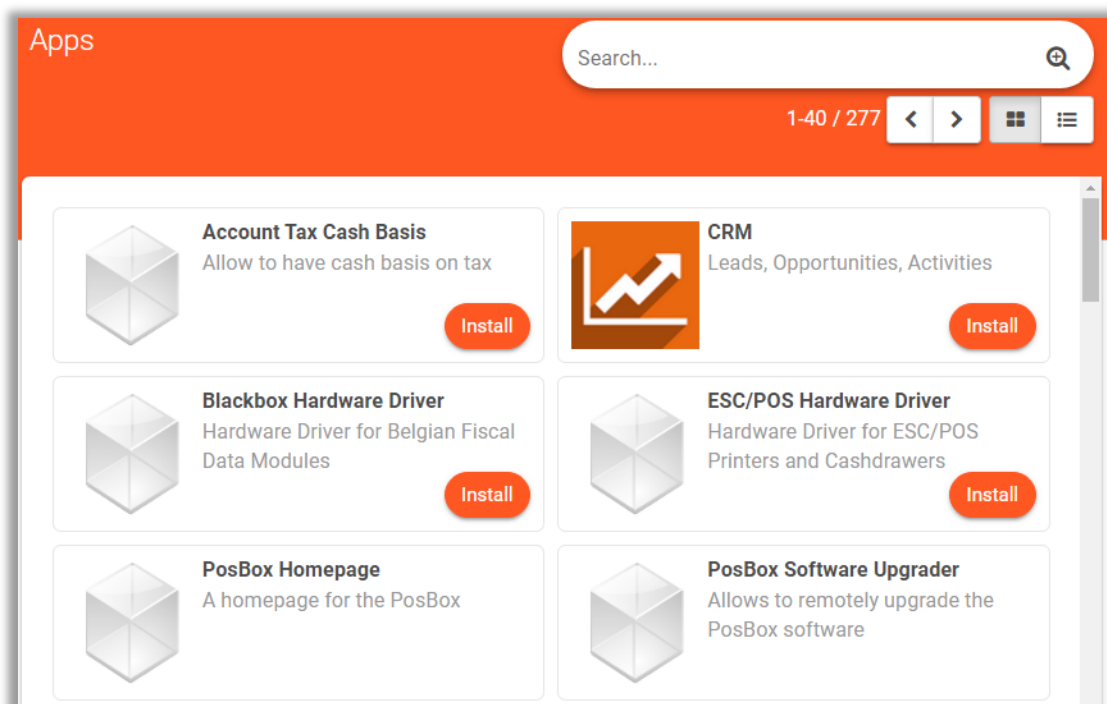 Apps
Search...
1-40 / 277
Account Tax Cash Basis
Allow to have cash basis on tax
Install
CRM
Leads, Opportunities, Activities
Install
Blackbox Hardware Driver
Hardware Driver for Belgian Fiscal
Data Modules
Install
ESC/POS Hardware Driver
Hardware Driver for ESC/POS
Printers and Cashdrawers
Install
PosBox Homepage
A homepage for the PosBox
PosBox Software Upgrader
Allows to remotely upgrade the
PosBox software